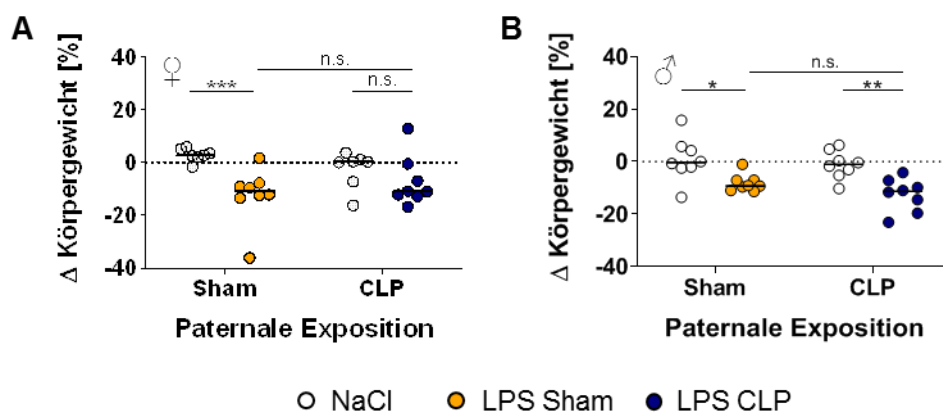 A
Δ Körpergewicht [%]
40
20
0
-20
-40
♀
***
n.s.
n.s.
Sham
CLP
Paternale Exposition
B
Δ Körpergewicht [%]
40
20
0
-20
-40
♂
*
n.s.
**
Sham
CLP
Paternale Exposition
NaCl
LPS Sham
LPS CLP